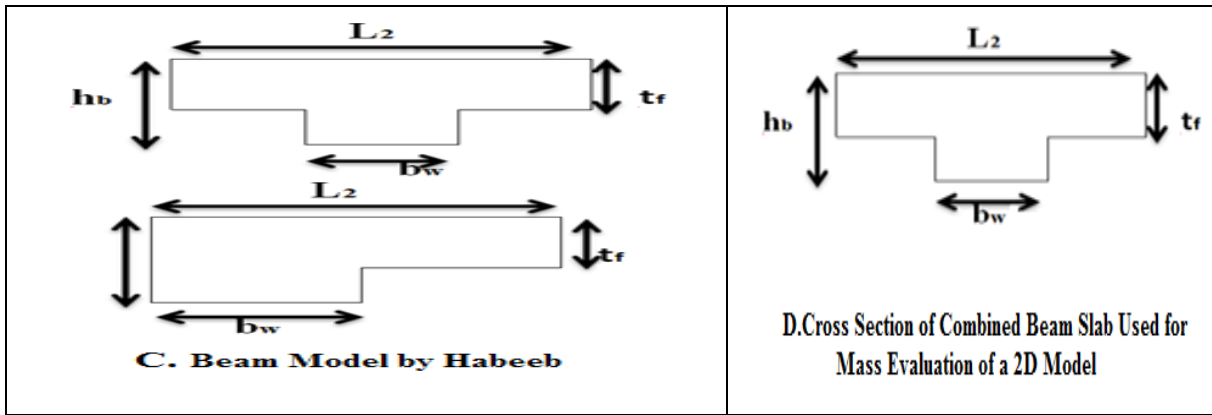 L₂
hb
tf
bw
L₂
tf
bw
C. Beam Model by Habeeb
L₂
hb
tf
bw
D.Cross Section of Combined Beam Slab Used for
Mass Evaluation of a 2D Model